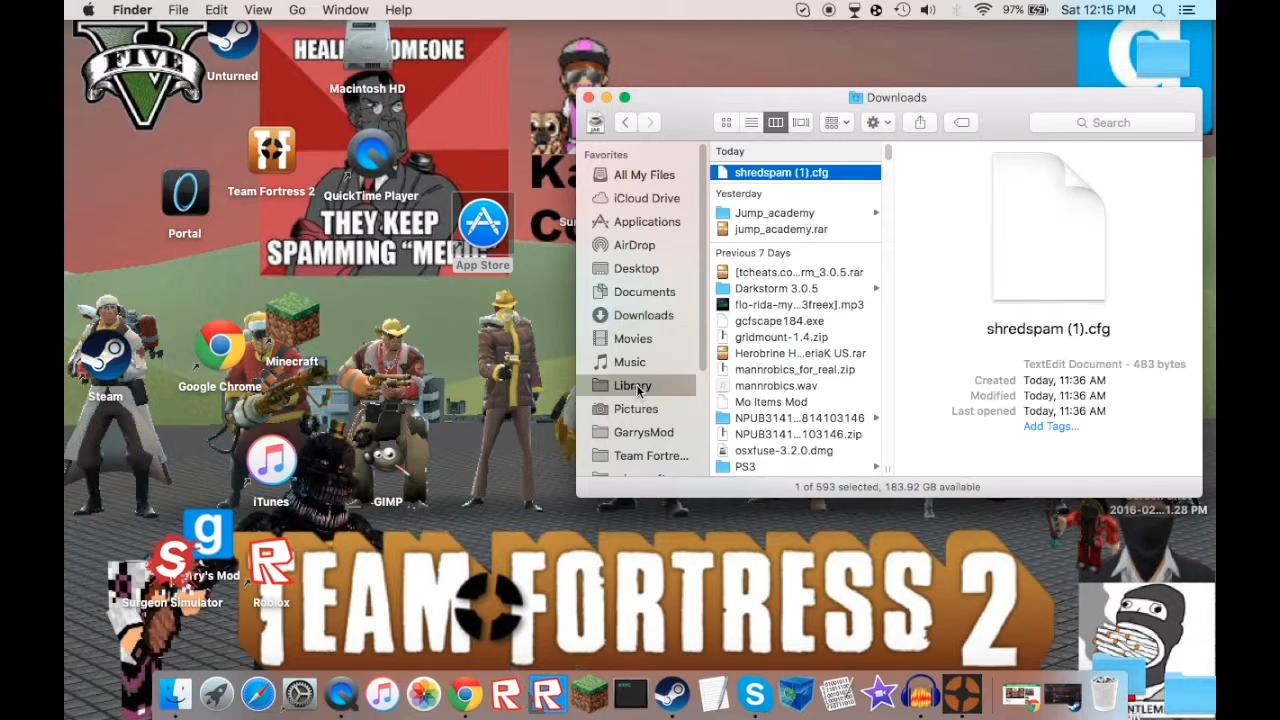 Finder File Edit View Go Window Help
97% Sat 12:15 PM
FIVE
Unturned
HEAL OMEONE
Macintosh HD
Team Fortress 2
QuickTime Player
Portal
THEY KEEP
SPAMMING "MEDIC"
App Store
Minecraft
Google Chrome
Steam
iTunes
GIMP
Surgeon Simulator
Roblox
TEAM FORTRESS 2
Downloads
JAR
Search
Favorites
All My Files
iCloud Drive
Applications
AirDrop
Desktop
Documents
Downloads
Movies
Music
Library
Pictures
GarrysMod
Team Fortre...
Today
shredspam (1).cfg
Yesterday
Jump_academy
jump_academy.rar
Previous 7 Days
[tcheats.co...rm_3.0.5.rar
Darkstorm 3.0.5
flo-rida-my...3freex].mp3
gcfscape184.exe
gridmount-1.4.zip
Herobrine H...eriaK US.rar
mannrobics_for_real.zip
mannrobics.wav
Mo Items Mod
NPUB3141...814103146
NPUB3141...103146.zip
osxfuse-3.2.0.dmg
PS3
shredspam (1).cfg
TextEdit Document - 483 bytes
Created Today, 11:36 AM
Modified Today, 11:36 AM
Last opened Today, 11:36 AM
Add Tags...
1 of 593 selected, 183.92 GB available
2016-02...1.28 PM